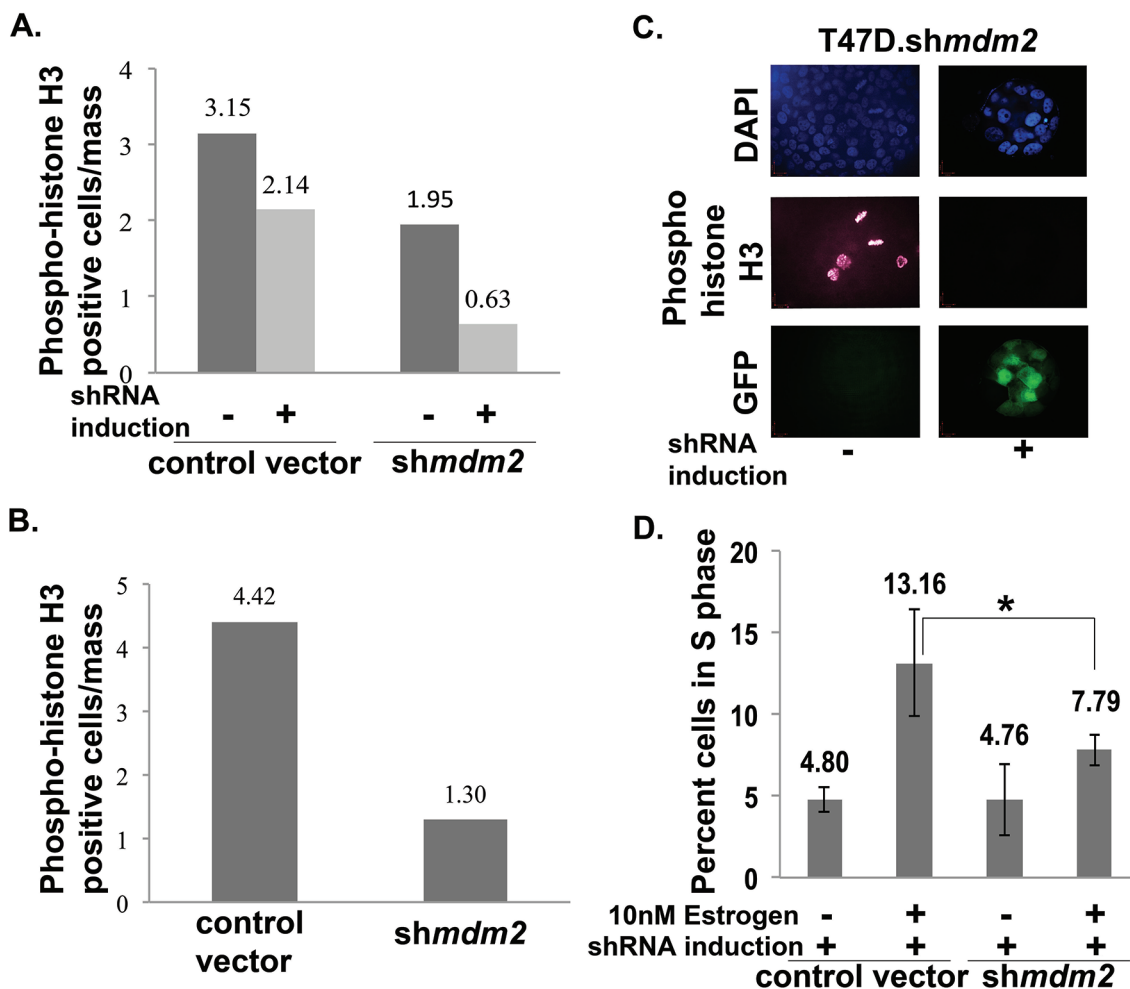 A.
Phospho-histone H3
positive cells/mass
4
3
2
1
0
3.15
2.14
1.95
0.63
shRNA
induction
- + - +
control vector shmdm2
B.
Phospho-histone H3
positive cells/mass
5
4
3
2
1
0
4.42
1.30
control
vector
shmdm2
C.
T47D.shmdm2
DAPI
Phospho
histone
H3
GFP
shRNA
induction
- +
D.
Percent cells in S phase
20
15
10
5
0
4.80
13.16
4.76
7.79
*
10nM Estrogen - + - +
shRNA induction + + + +
control vector shmdm2